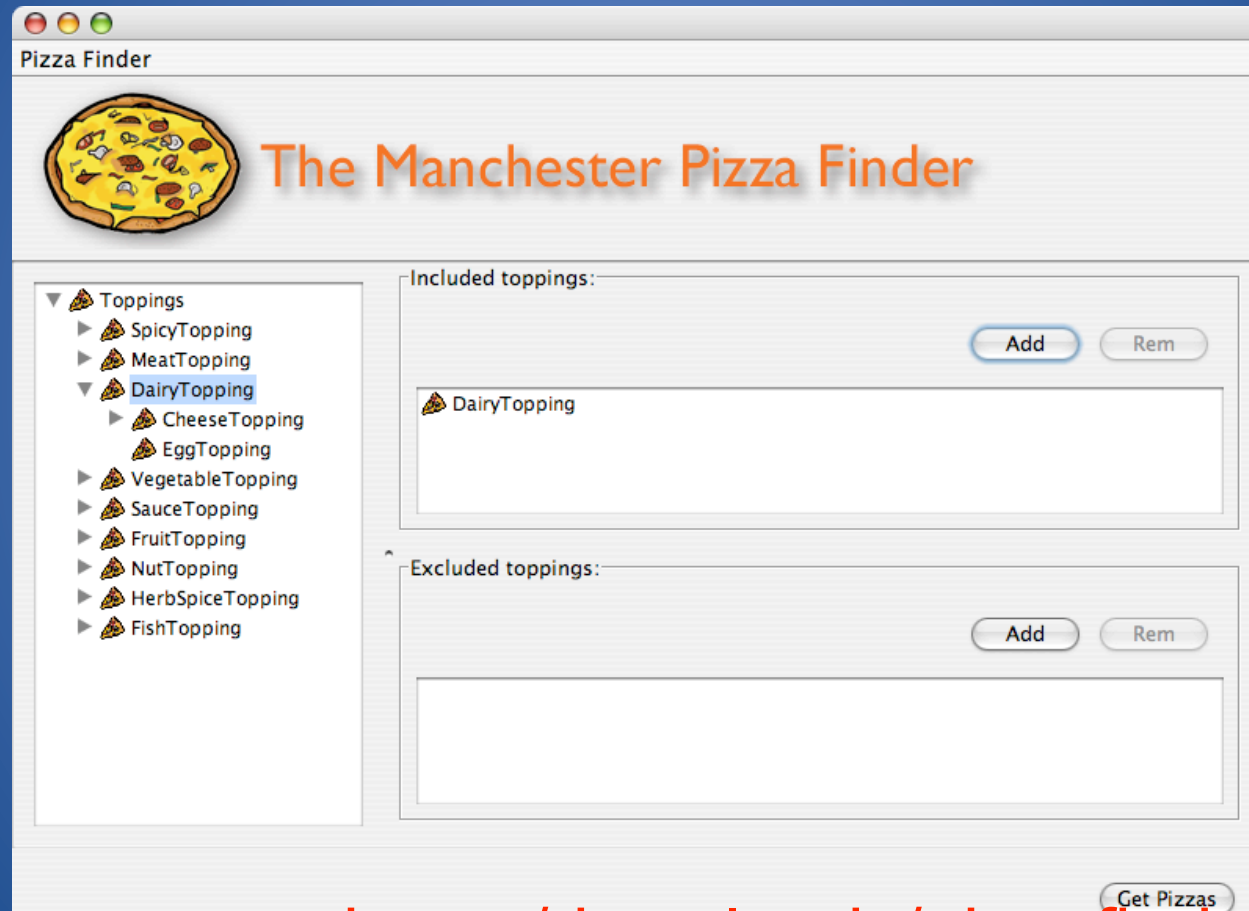 Pizza Finder
The Manchester Pizza Finder
Toppings
SpicyTopping
MeatTopping
DairyTopping
CheeseTopping
EggTopping
VegetableTopping
SauceTopping
FruitTopping
NutTopping
HerbSpiceTopping
FishTopping
Included toppings:
Add Rem
DairyTopping
Excluded toppings:
Add Rem
Get Pizzas